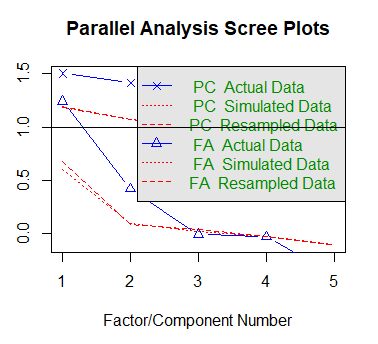 Parallel Analysis Scree Plots
1.5
1.0
0.5
0.0
PC Actual Data
PC Simulated Data
PC Resampled Data
FA Actual Data
FA Simulated Data
FA Resampled Data
1 2 3 4 5
Factor/Component Number